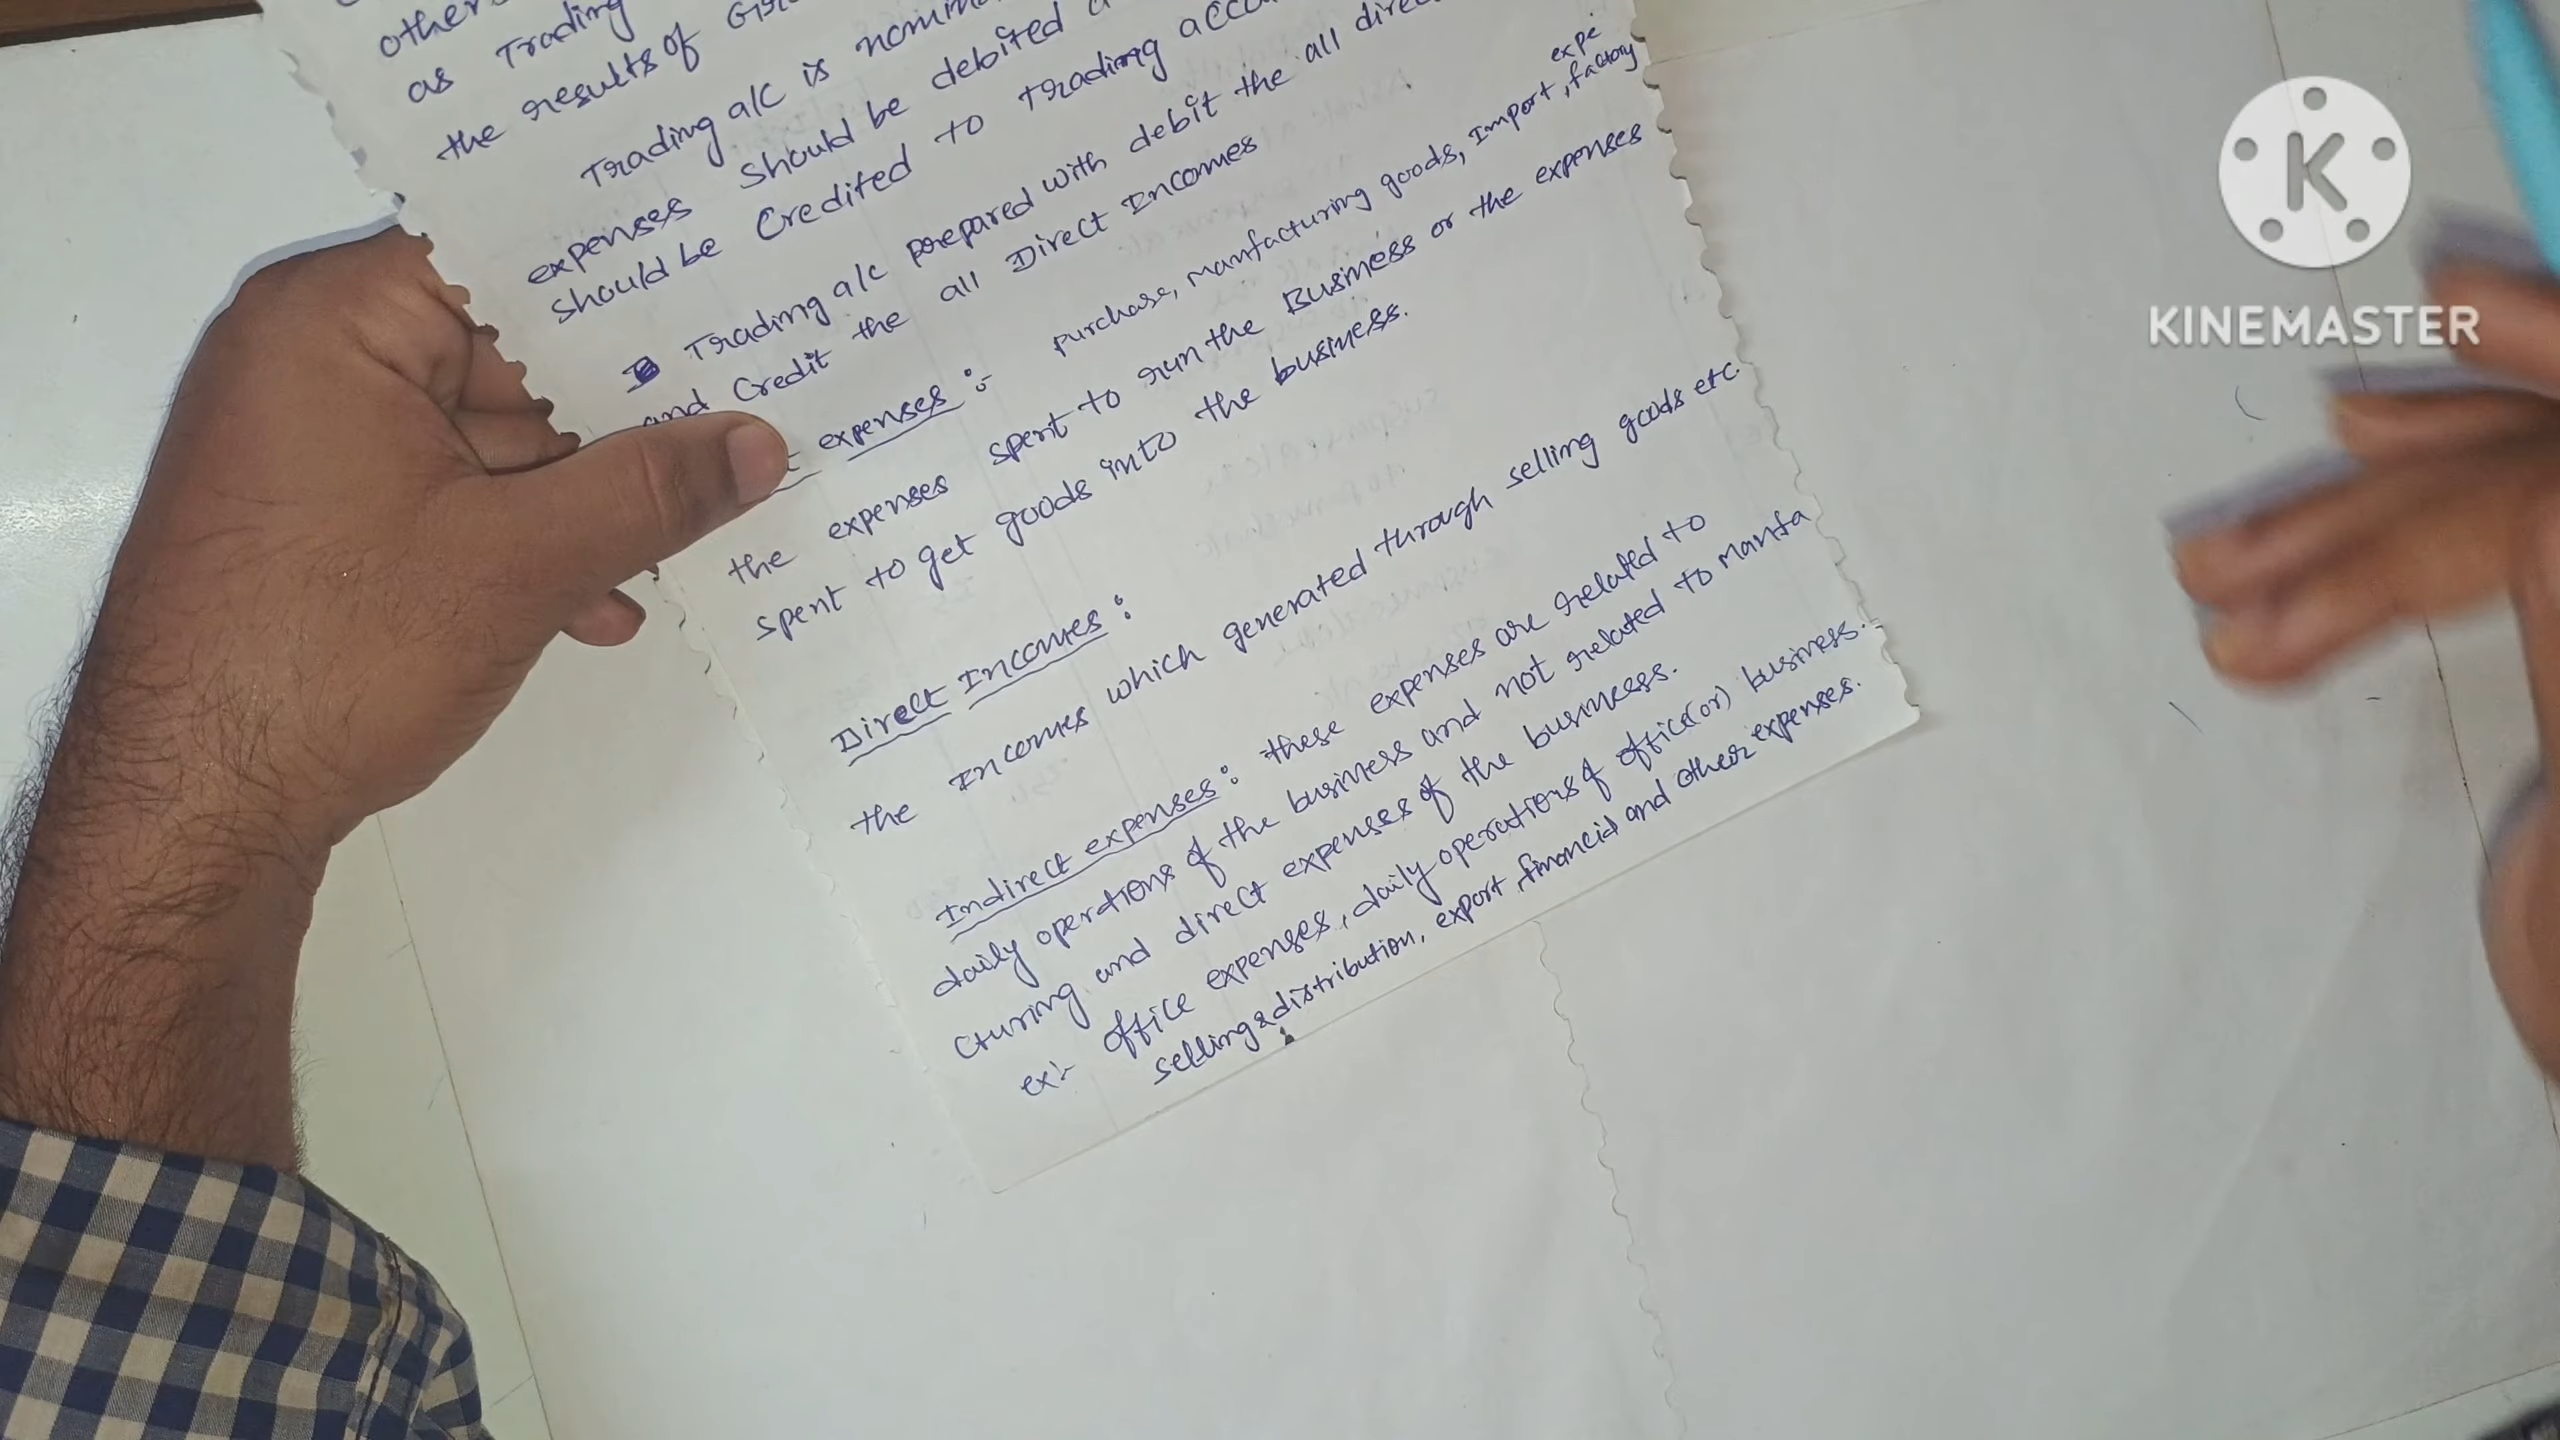 other
as Trading
the results of
Trading a/c is
expenses should be debited
should be Credited to Trading
Trading a/c prepared with debit the all
and Credit the all Direct Incomes
expenses :- purchase, Manfacturing goods, Import, factory
expe
the expenses spent to run the Business or the expenses
spent to get goods into the business.
Direct Incomes :
the Incomes which generated through selling goods etc.
Indirect expenses : these expenses are related to
daily opertions of the business and not related to Manfa
cturing and direct expenses of the business.
ex:- office expenses, daily operations of office(or) business.
selling & distribution, export, financial and other expenses.
K
KINEMASTER